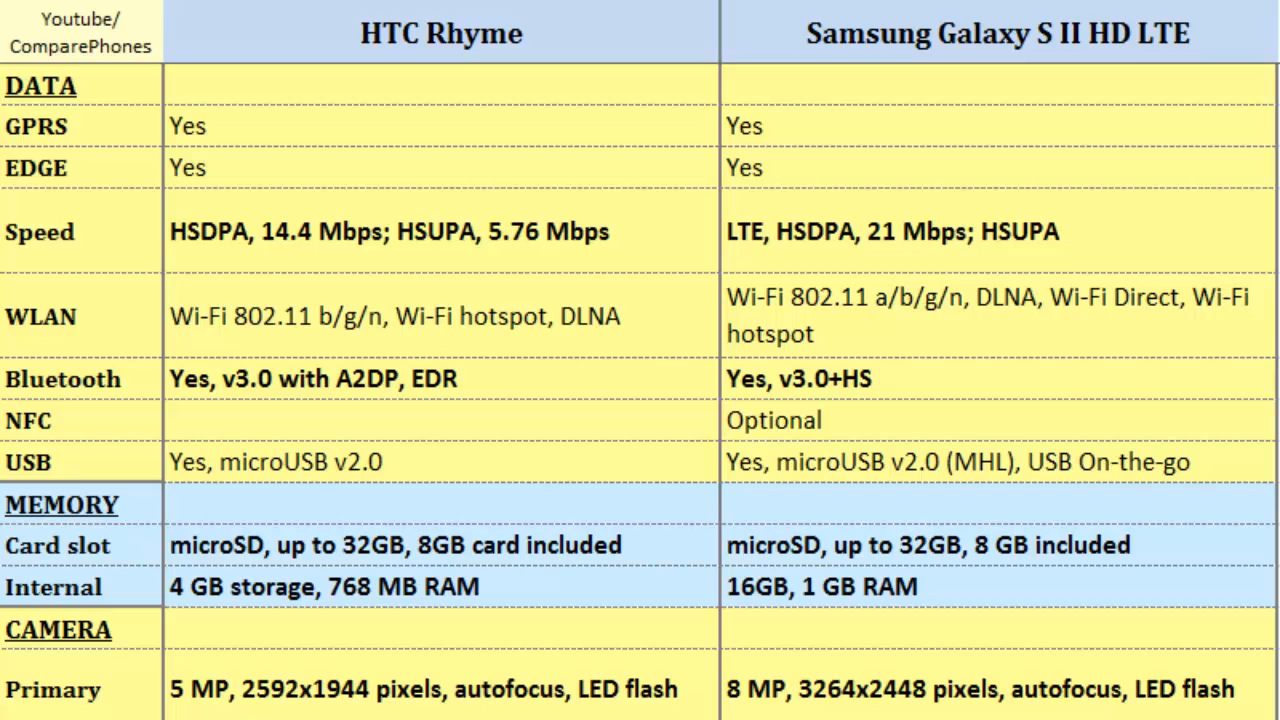 Youtube/
ComparePhones
HTC Rhyme
Samsung Galaxy S II HD LTE
DATA
GPRS
Yes
Yes
EDGE
Yes
Yes
Speed
HSDPA, 14.4 Mbps; HSUPA, 5.76 Mbps
LTE, HSDPA, 21 Mbps; HSUPA
WLAN
Wi-Fi 802.11 b/g/n, Wi-Fi hotspot, DLNA
Wi-Fi 802.11 a/b/g/n, DLNA, Wi-Fi Direct, Wi-Fi
hotspot
Bluetooth
Yes, v3.0 with A2DP, EDR
Yes, v3.0+HS
NFC
Optional
USB
Yes, microUSB v2.0
Yes, microUSB v2.0 (MHL), USB On-the-go
MEMORY
Card slot
microSD, up to 32GB, 8GB card included
microSD, up to 32GB, 8 GB included
Internal
4 GB storage, 768 MB RAM
16GB, 1 GB RAM
CAMERA
Primary
5 MP, 2592x1944 pixels, autofocus, LED flash
8 MP, 3264x2448 pixels, autofocus, LED flash